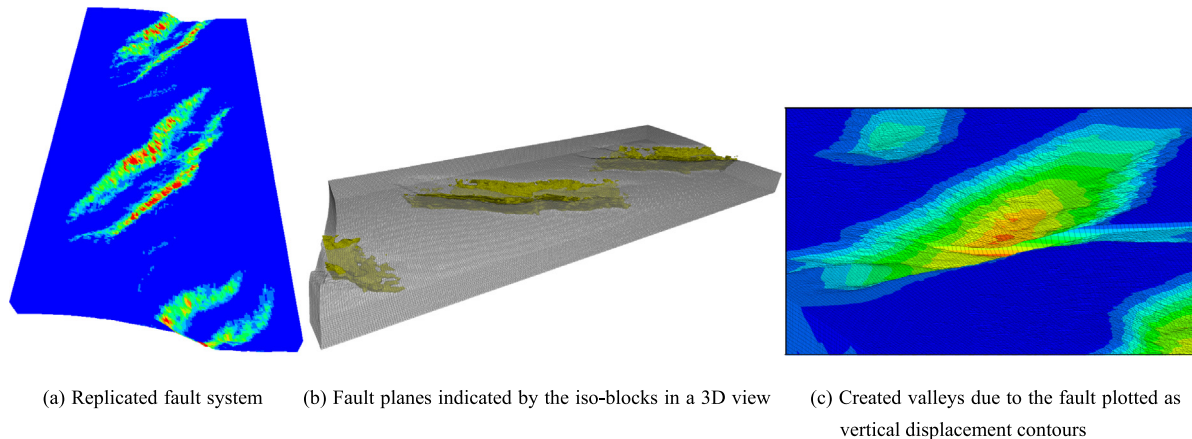 (a) Replicated fault system
(b) Fault planes indicated by the iso-blocks in a 3D view
(c) Created valleys due to the fault plotted as
vertical displacement contours